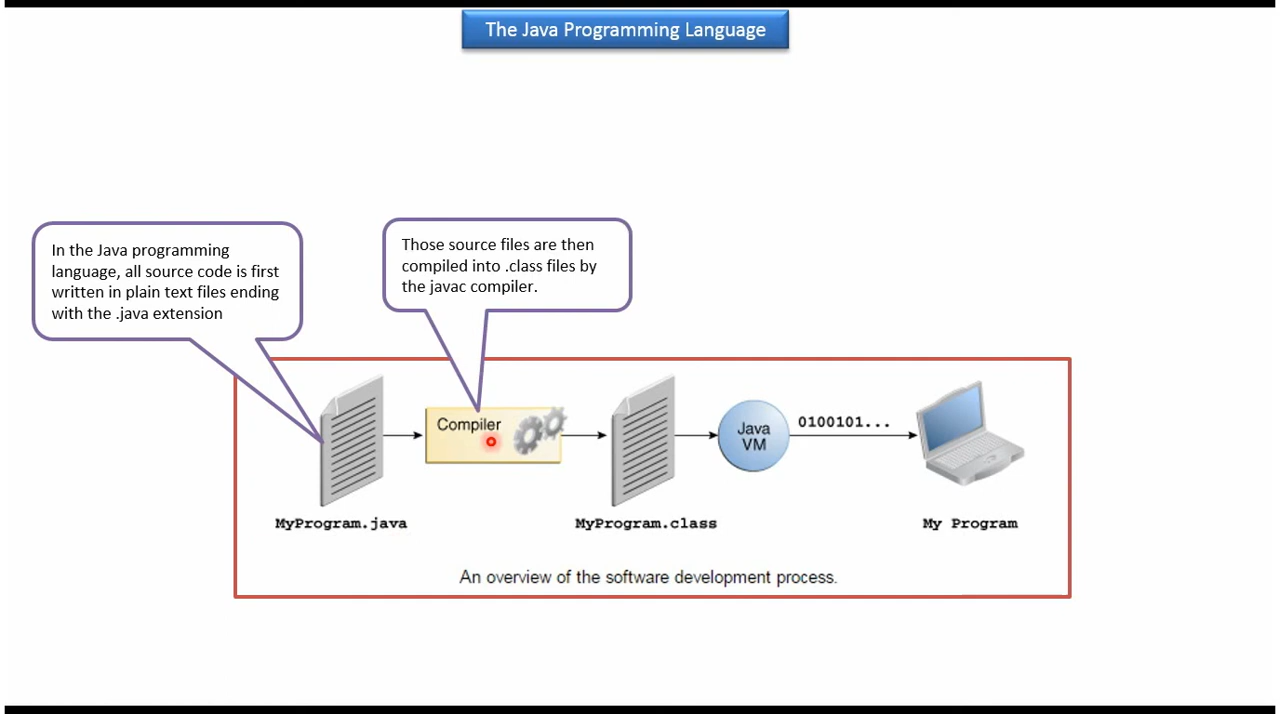 The Java Programming Language
In the Java programming
language, all source code is first
written in plain text files ending
with the .java extension
Those source files are then
compiled into .class files by
the javac compiler.
Compiler
Java
VM
0100101...
MyProgram.java
MyProgram.class
My Program
An overview of the software development process.